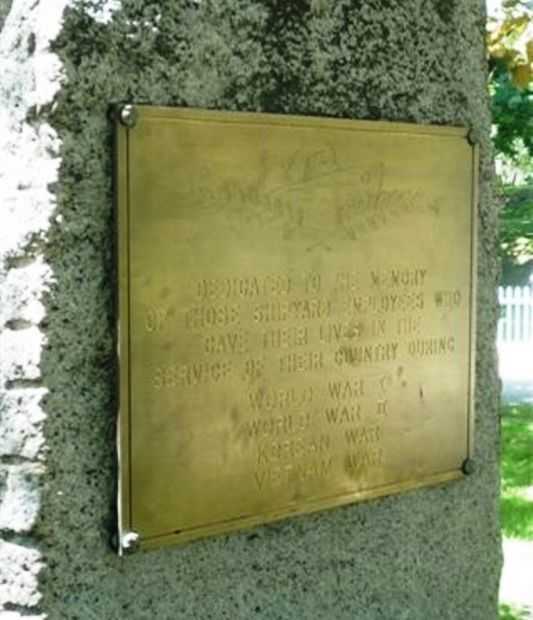 DEDICATED TO THE MEMORY
OF THOSE SHIPYARD EMPLOYEES WHO
GAVE THEIR LIVES IN THE
SERVICE OF THEIR COUNTRY DURING
WORLD WAR I
WORLD WAR II
KOREAN WAR
VIETNAM WAR